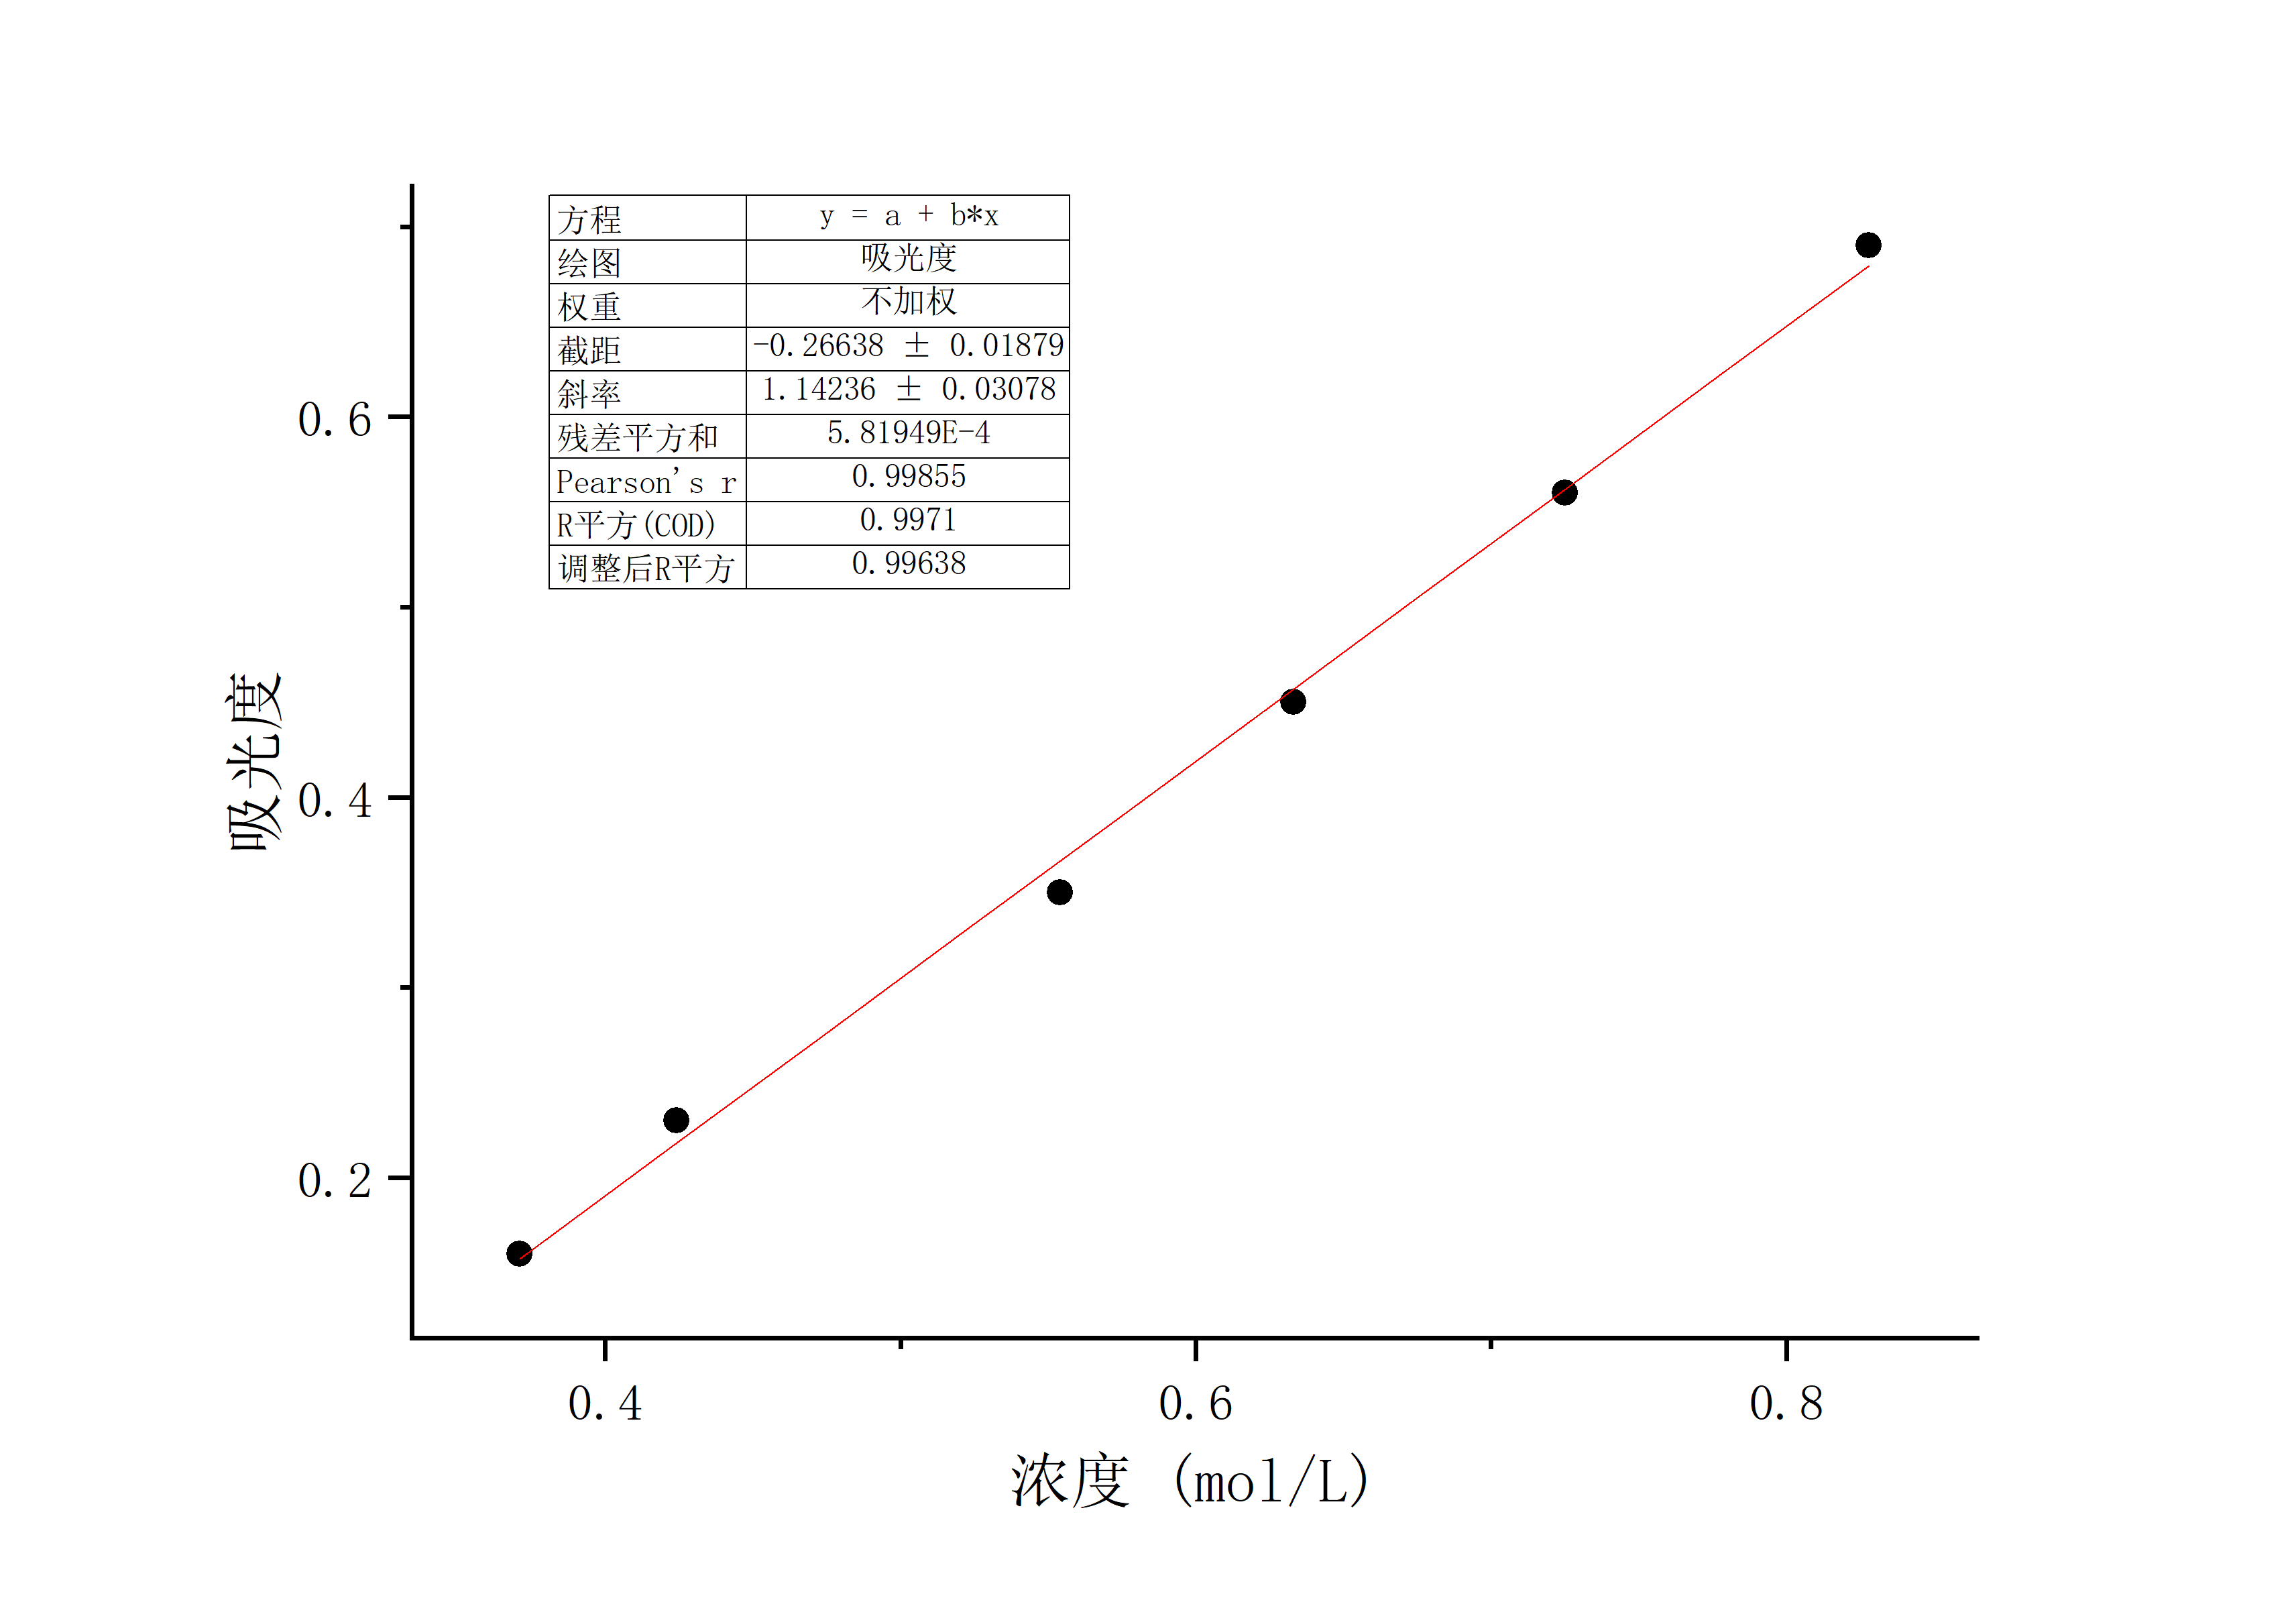 方程 y = a + b*x
绘图 吸光度
权重 不加权
截距 -0.26638 ± 0.01879
斜率 1.14236 ± 0.03078
残差平方和 5.81949E-4
Pearson's r 0.99855
R平方(COD) 0.9971
调整后R平方 0.99638
0.6
0.4
0.2
吸光度
0.4 0.6 0.8
浓度 (mol/L)